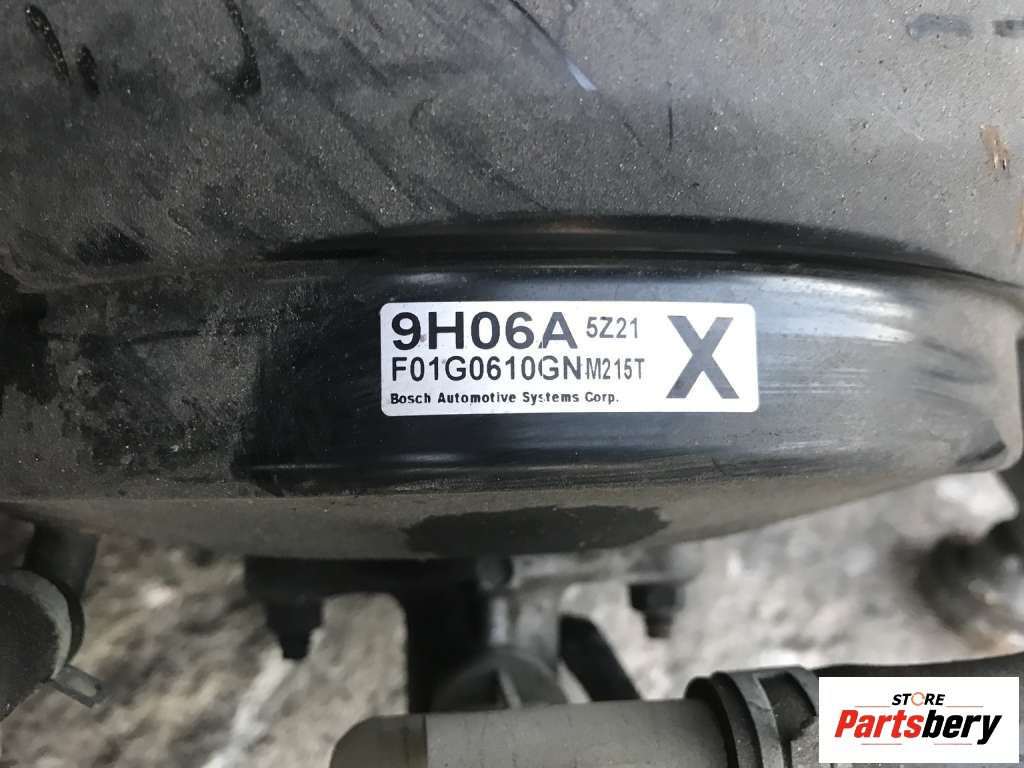 9H06A 5Z21 X
F01G0610GN M215T
Bosch Automotive Systems Corp.
STORE
Partsbery